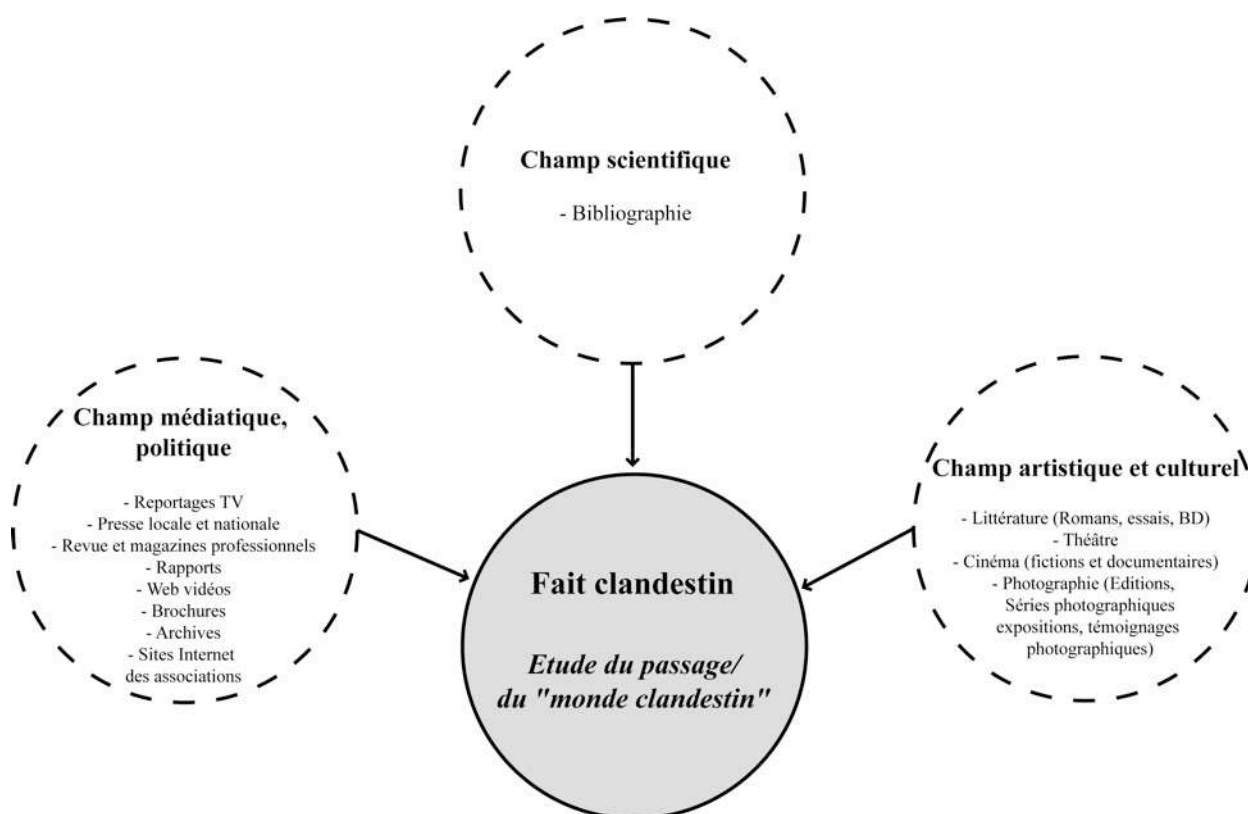 Champ scientifique
- Bibliographie
Champ médiatique,
politique
- Reportages TV
- Presse locale et nationale
- Revue et magazines professionnels
- Rapports
- Web vidéos
- Brochures
- Archives
- Sites Internet
des associations
Champ artistique et culturel
- Littérature (Romans, essais, BD)
- Théâtre
- Cinéma (fictions et documentaires)
- Photographie (Editions,
Séries photographiques
expositions, témoignages
photographiques)
Fait clandestin
Etude du passage/
du "monde clandestin"